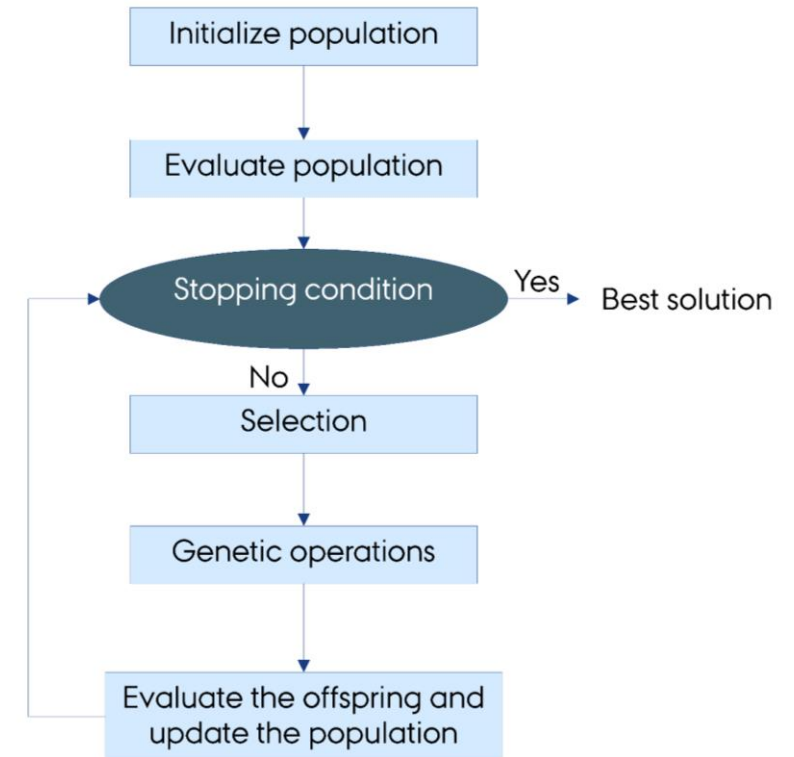 Initialize population
Evaluate population
Stopping condition
Yes
Best solution
No
Selection
Genetic operations
Evaluate the offspring and
update the population